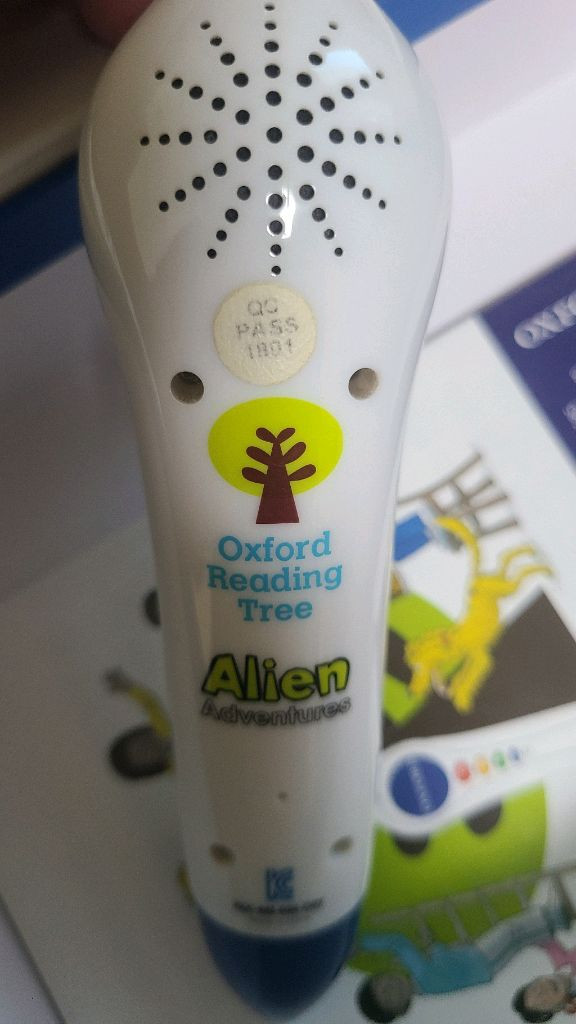 QC
PASS
1801
Oxford
Reading
Tree
Alien
Adventures